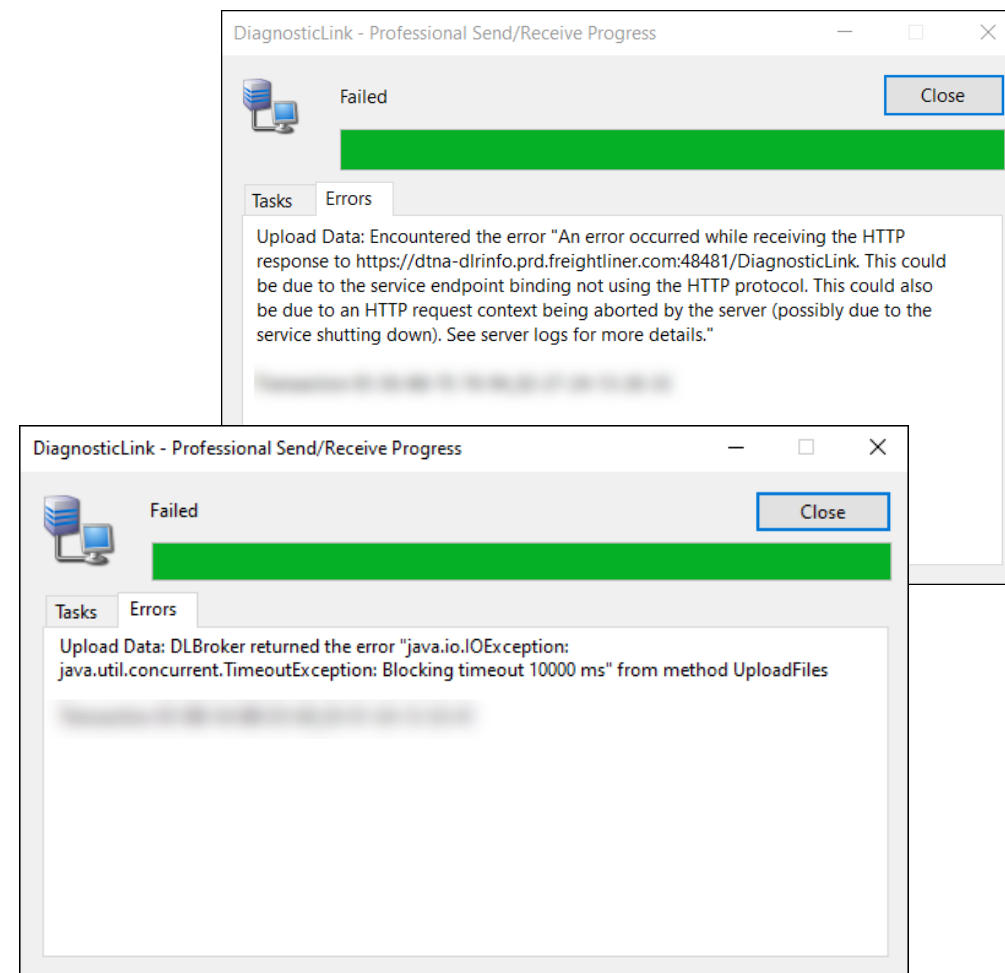 DiagnosticLink - Professional Send/Receive Progress
Failed
Close
Tasks
Errors
Upload Data: Encountered the error "An error occurred while receiving the HTTP
response to https://dtna-dlrinfo.prd.freightliner.com:48481/DiagnosticLink. This could
be due to the service endpoint binding not using the HTTP protocol. This could also
be due to an HTTP request context being aborted by the server (possibly due to the
service shutting down). See server logs for more details."
DiagnosticLink - Professional Send/Receive Progress
Failed
Close
Tasks
Errors
Upload Data: DLBroker returned the error "java.io.IOException:
java.util.concurrent.TimeoutException: Blocking timeout 10000 ms" from method UploadFiles